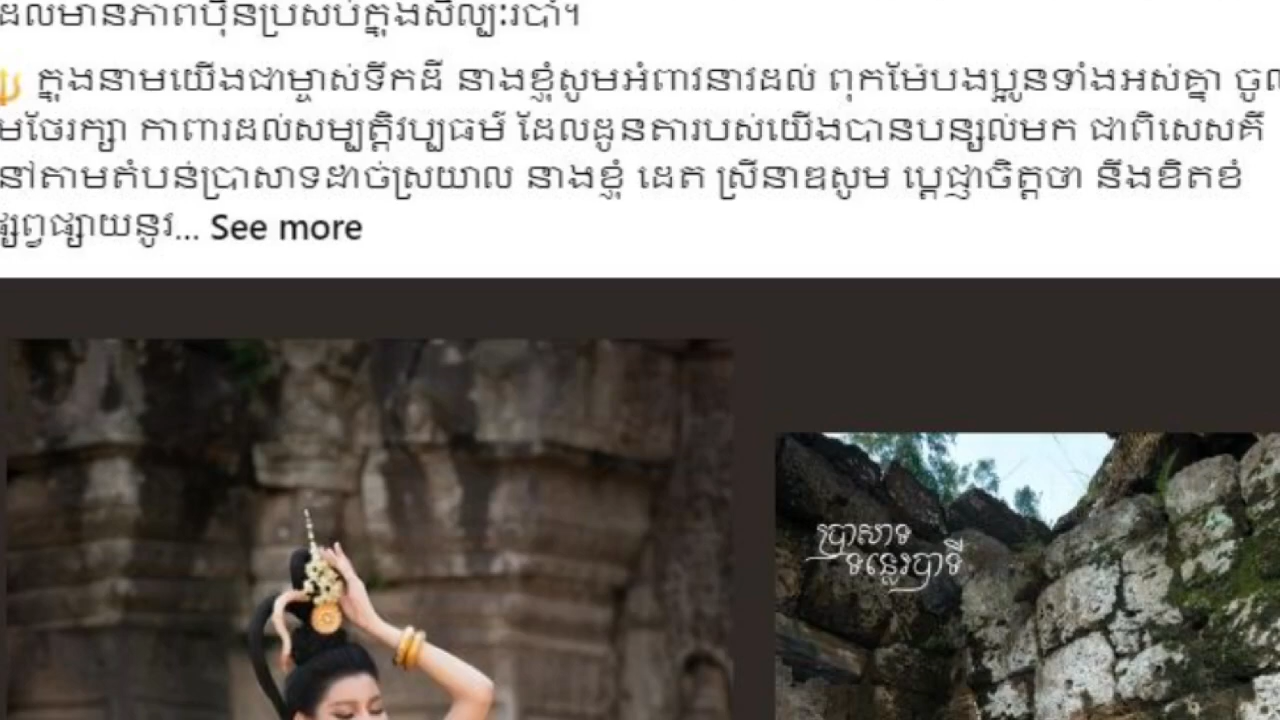 ដែលមានភាពប៉ិនប្រសប់ក្នុងសិល្បៈរបាំ។
ក្នុងនាមយើងជាម្ចាស់ទឹកដី នាងខ្ញុំសូមអំពាវនាវដល់ ពុកម៉ែបងប្អូនទាំងអស់គ្នា ចូល
មថែរក្សា កាពារដល់សម្បត្តិវប្បធម៌ ដែលដូនតារបស់យើងបានបន្សល់មក ជាពិសេសគឺ
នៅតាមតំបន់ប្រាសាទដាច់ស្រយាល នាងខ្ញុំ ដេត ស្រីនាឌសូម ប្ដេជ្ញាចិត្តថា នឹងខិតខំ
ផ្សព្វផ្សាយនូវ... See more
ប្រាសាទ
ទន្លេរបាទី